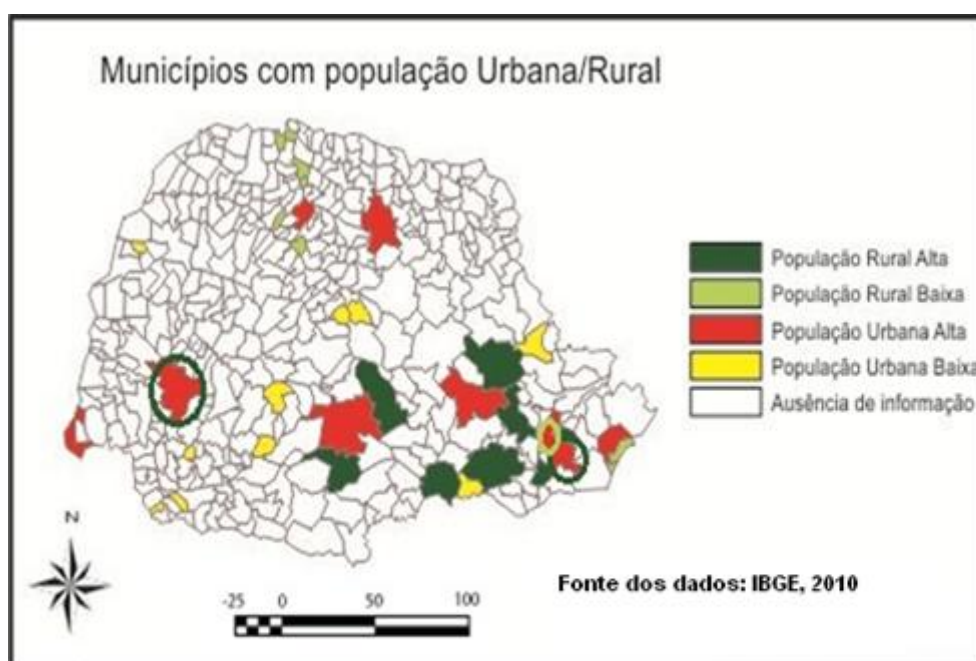 Municípios com população Urbana/Rural
População Rural Alta
População Rural Baixa
População Urbana Alta
População Urbana Baixa
Ausência de informação
N
Fonte dos dados: IBGE, 2010
-25 0 50 100